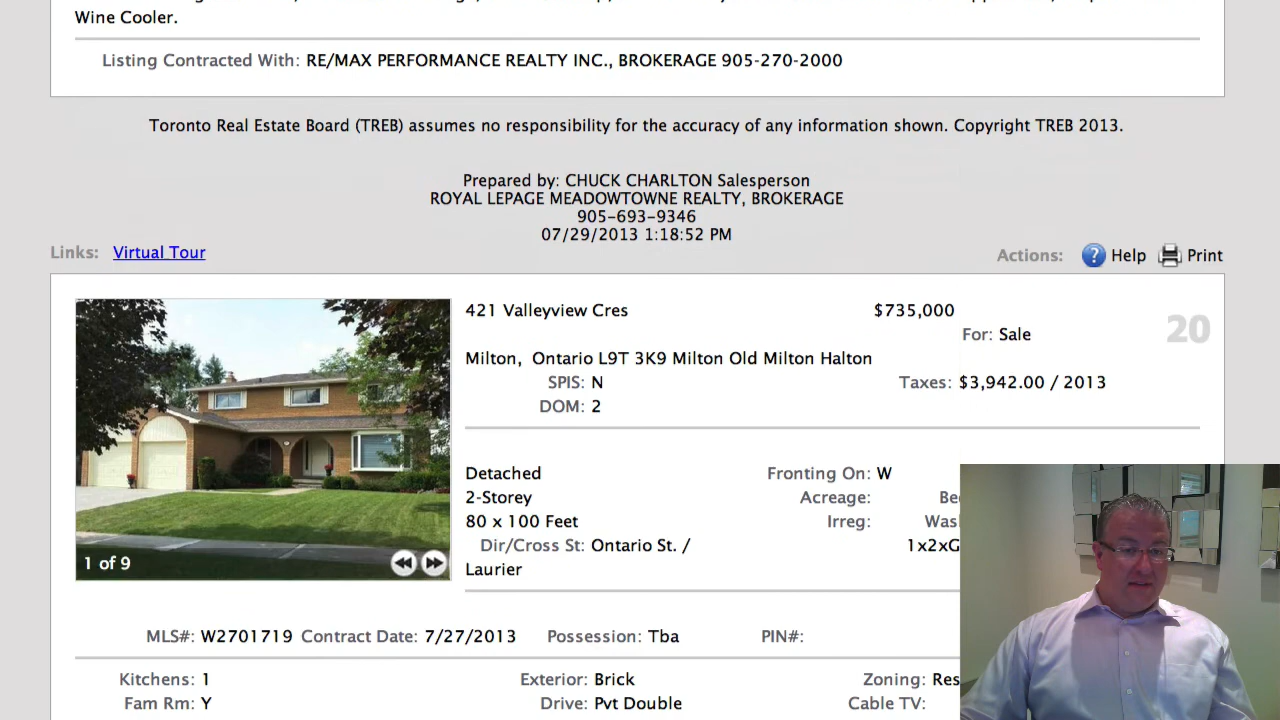 Wine Cooler.
Listing Contracted With: RE/MAX PERFORMANCE REALTY INC., BROKERAGE 905-270-2000
Toronto Real Estate Board (TREB) assumes no responsibility for the accuracy of any information shown. Copyright TREB 2013.
Prepared by: CHUCK CHARLTON Salesperson
ROYAL LEPAGE MEADOWTOWNE REALTY, BROKERAGE
905-693-9346
07/29/2013 1:18:52 PM
Links: Virtual Tour Actions: ? Help Print
421 Valleyview Cres $735,000
For: Sale 20
Milton, Ontario L9T 3K9 Milton Old Milton Halton
SPIS: N Taxes: $3,942.00 / 2013
DOM: 2
Detached Fronting On: W
2-Storey Acreage:
80 x 100 Feet Irreg:
Dir/Cross St: Ontario St. / 1x2xG
Laurier
1 of 9
MLS#: W2701719 Contract Date: 7/27/2013 Possession: Tba PIN#:
Kitchens: 1 Exterior: Brick Zoning: Res
Fam Rm: Y Drive: Pvt Double Cable TV: